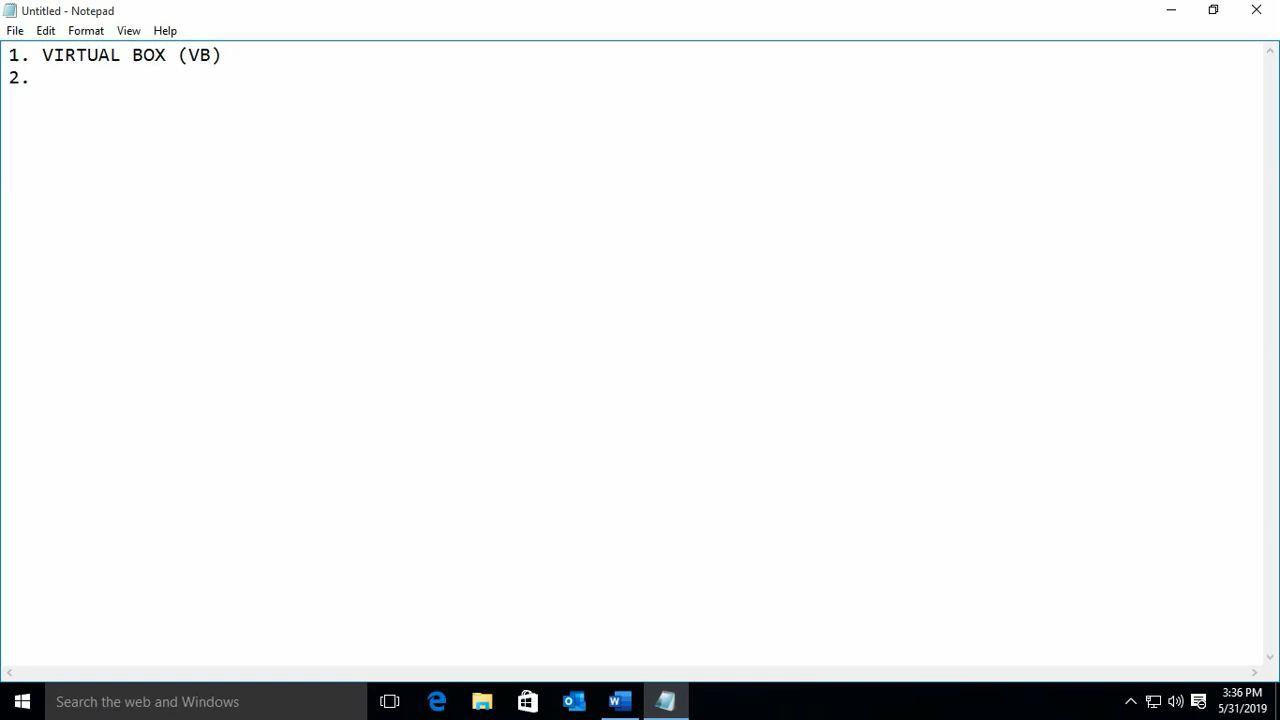 Untitled - Notepad
File Edit Format View Help
1. VIRTUAL BOX (VB)
2.
Search the web and Windows
3:36 PM
5/31/2019